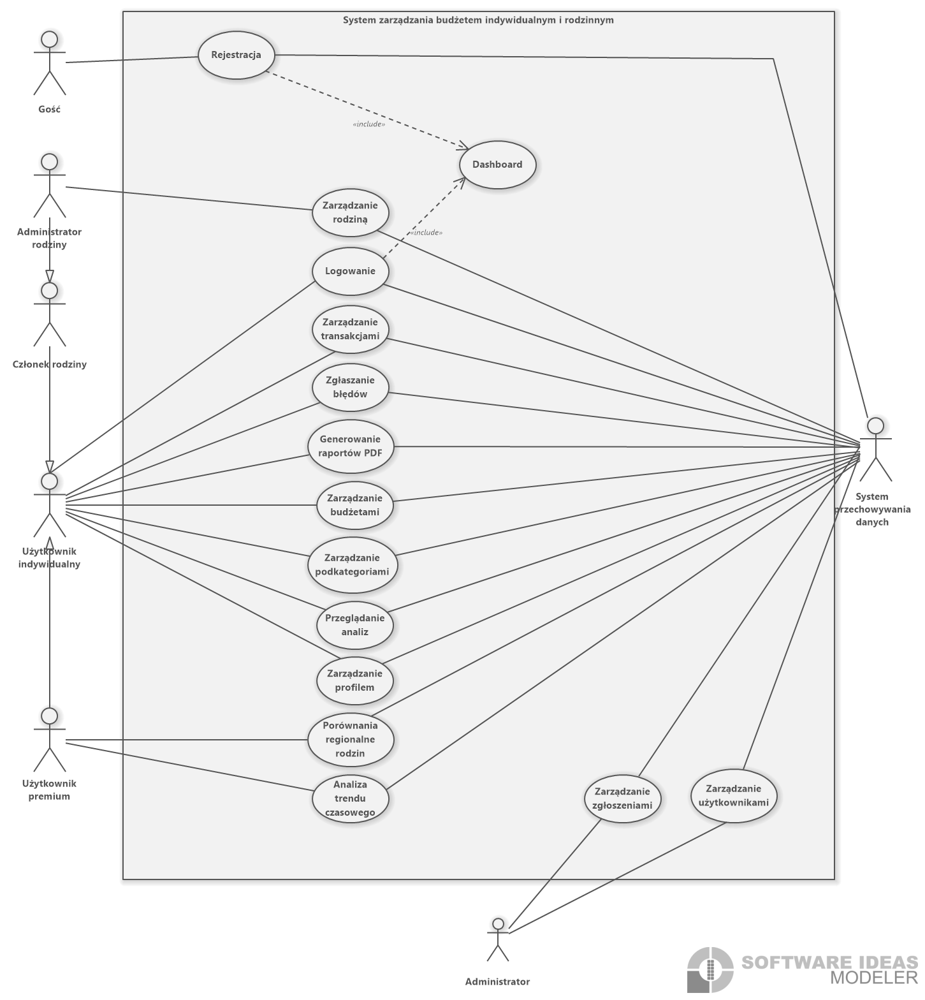 System zarządzania budżetem indywidualnym i rodzinnym
Rejestracja
Gość
«include»
Dashboard
Zarządzanie
rodziną
Administrator
rodziny
«include»
Logowanie
Zarządzanie
transakcjami
Członek rodziny
Zgłaszanie
błędów
Generowanie
raportów PDF
System
przechowywania
danych
Zarządzanie
budżetami
Użytkownik
indywidualny
Zarządzanie
podkategoriami
Przeglądanie
analiz
Zarządzanie
profilem
Porównania
regionalne
rodzin
Użytkownik
premium
Analiza
trendu
czasowego
Zarządzanie
zgłoszeniami
Zarządzanie
użytkownikami
Administrator
SOFTWARE IDEAS
MODELER